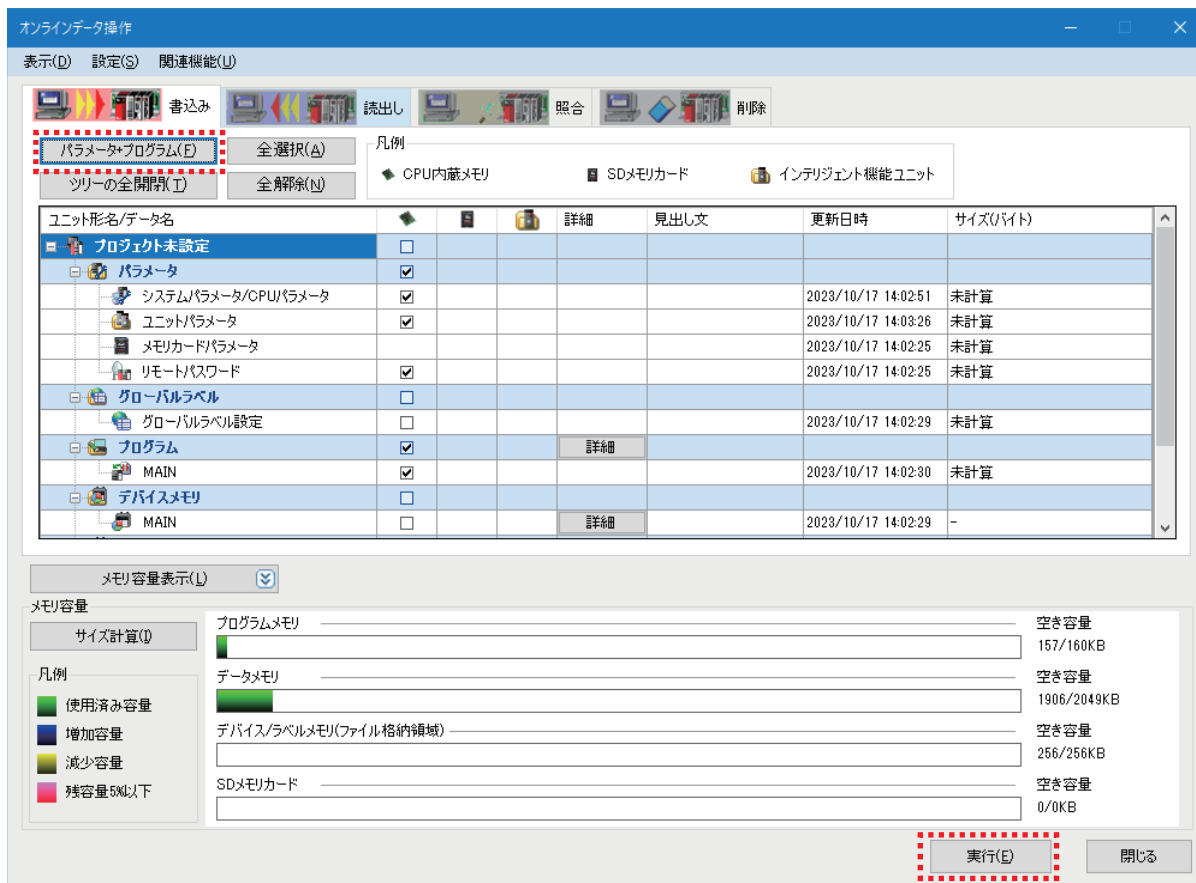 オンラインデータ操作
表示(D) 設定(S) 関連機能(U)
書込み 読出し 照合 削除
パラメータ+プログラム(F) 全選択(A)
ツリーの全開閉(T) 全解除(N)
凡例
CPU内蔵メモリ SDメモリカード インテリジェント機能ユニット
ユニット形名/データ名 詳細 見出し文 更新日時 サイズ(バイト)
プロジェクト未設定
パラメータ
システムパラメータ/CPUパラメータ 2023/10/17 14:02:51 未計算
ユニットパラメータ 2023/10/17 14:03:26 未計算
メモリカードパラメータ 2023/10/17 14:02:25 未計算
リモートパスワード 2023/10/17 14:02:25 未計算
グローバルラベル
グローバルラベル設定 2023/10/17 14:02:29 未計算
プログラム 詳細
MAIN 2023/10/17 14:02:30 未計算
デバイスメモリ
MAIN 詳細 2023/10/17 14:02:29 -
メモリ容量表示(L)
メモリ容量
サイズ計算(I)
凡例
使用済み容量
増加容量
減少容量
残容量5%以下
プログラムメモリ 空き容量
157/160KB
データメモリ 空き容量
1906/2049KB
デバイス/ラベルメモリ(ファイル格納領域) 空き容量
256/256KB
SDメモリカード 空き容量
0/0KB
実行(E) 閉じる